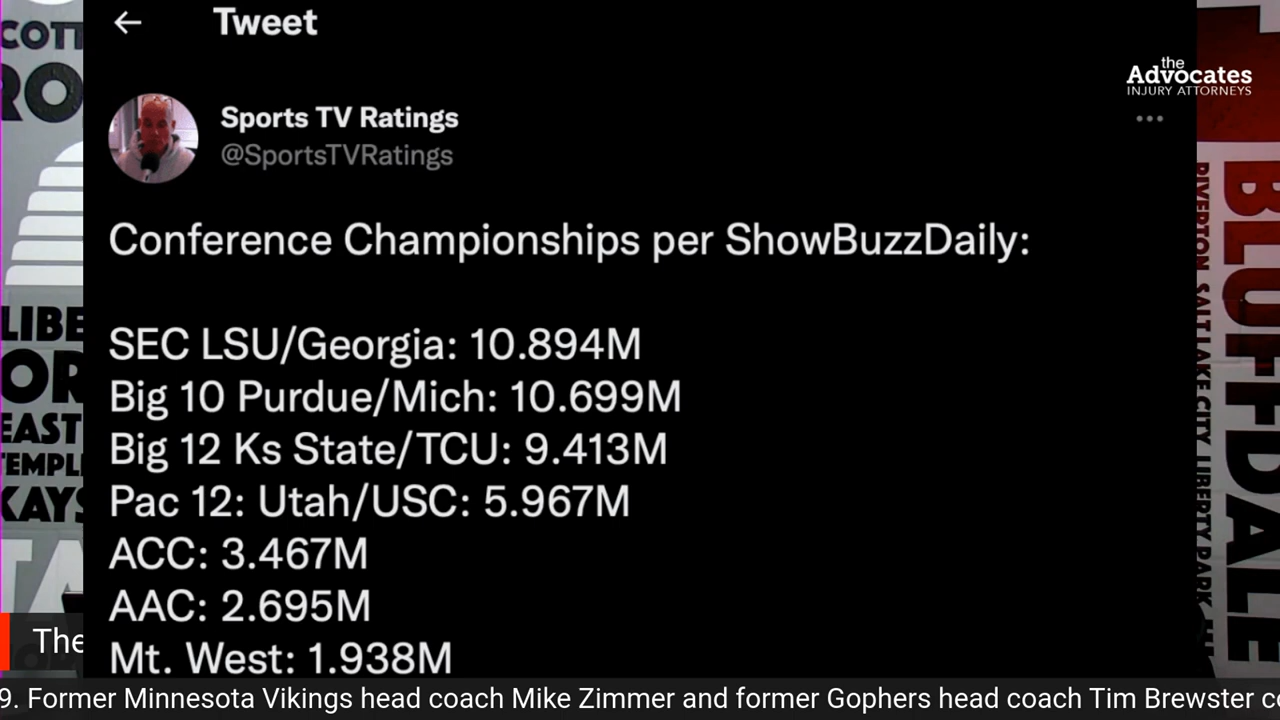 Tweet
the
Advocates
INJURY ATTORNEYS
Sports TV Ratings
@SportsTVRatings
Conference Championships per ShowBuzzDaily:
SEC LSU/Georgia: 10.894M
Big 10 Purdue/Mich: 10.699M
Big 12 Ks State/TCU: 9.413M
Pac 12: Utah/USC: 5.967M
ACC: 3.467M
AAC: 2.695M
Mt. West: 1.938M
The
9. Former Minnesota Vikings head coach Mike Zimmer and former Gophers head coach Tim Brewster
BLUFFDALE
RIVERTON SALT LAKE CITY LIBERTY PARK